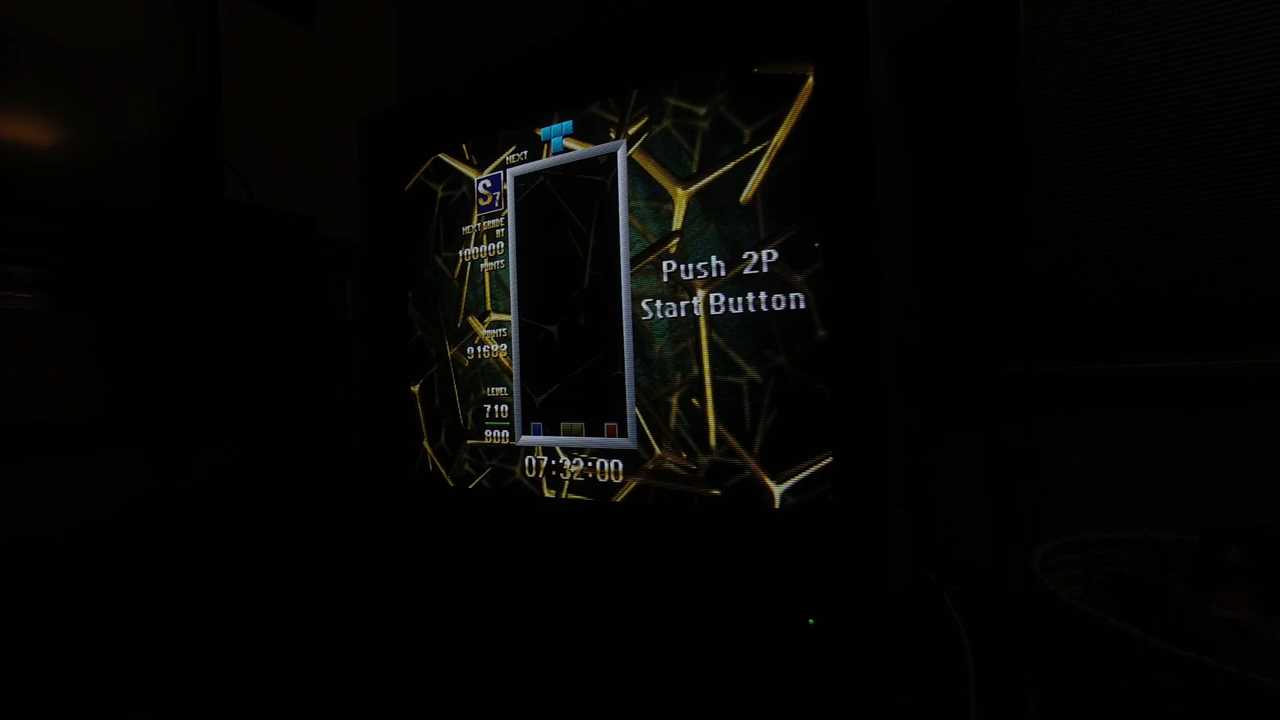 NEXT
S7
NEXT GRADE
AT
100000
POINTS
POINTS
91683
LEVEL
710
800
07:32:00
Push 2P
Start Button